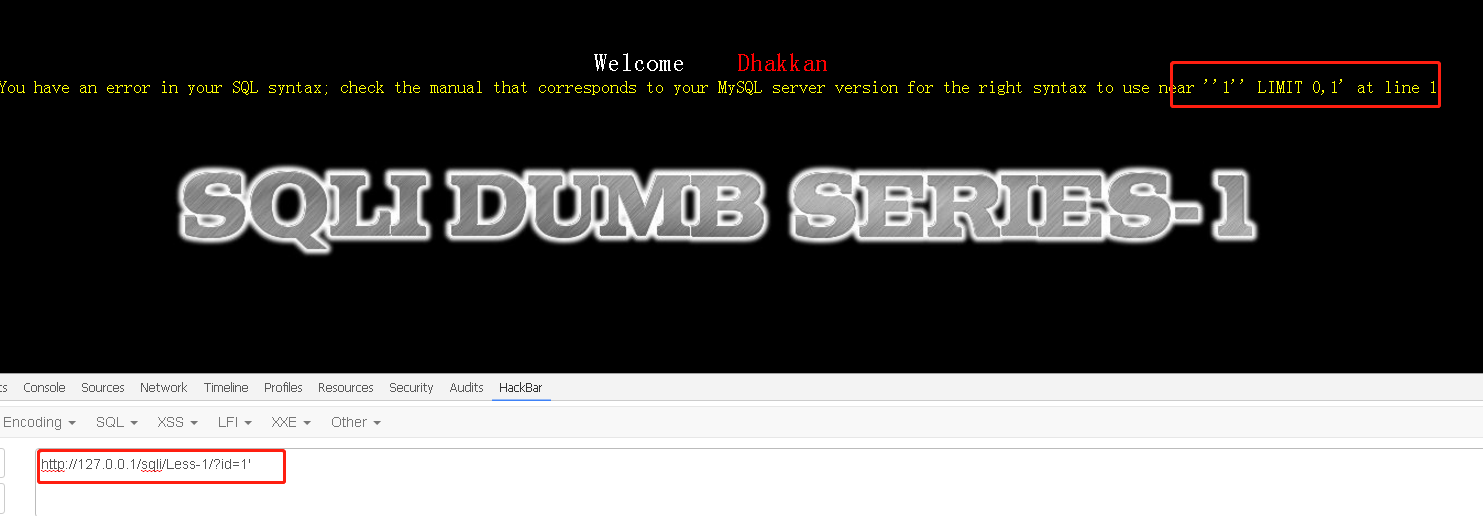 Welcome Dhakkan
You have an error in your SQL syntax; check the manual that corresponds to your MySQL server version for the right syntax to use near ''1'' LIMIT 0,1' at line 1
SQLI DUMB SERIES-1
ts Console Sources Network Timeline Profiles Resources Security Audits HackBar
Encoding SQL XSS LFI XXE Other
http://127.0.0.1/sqli/Less-1/?id=1'